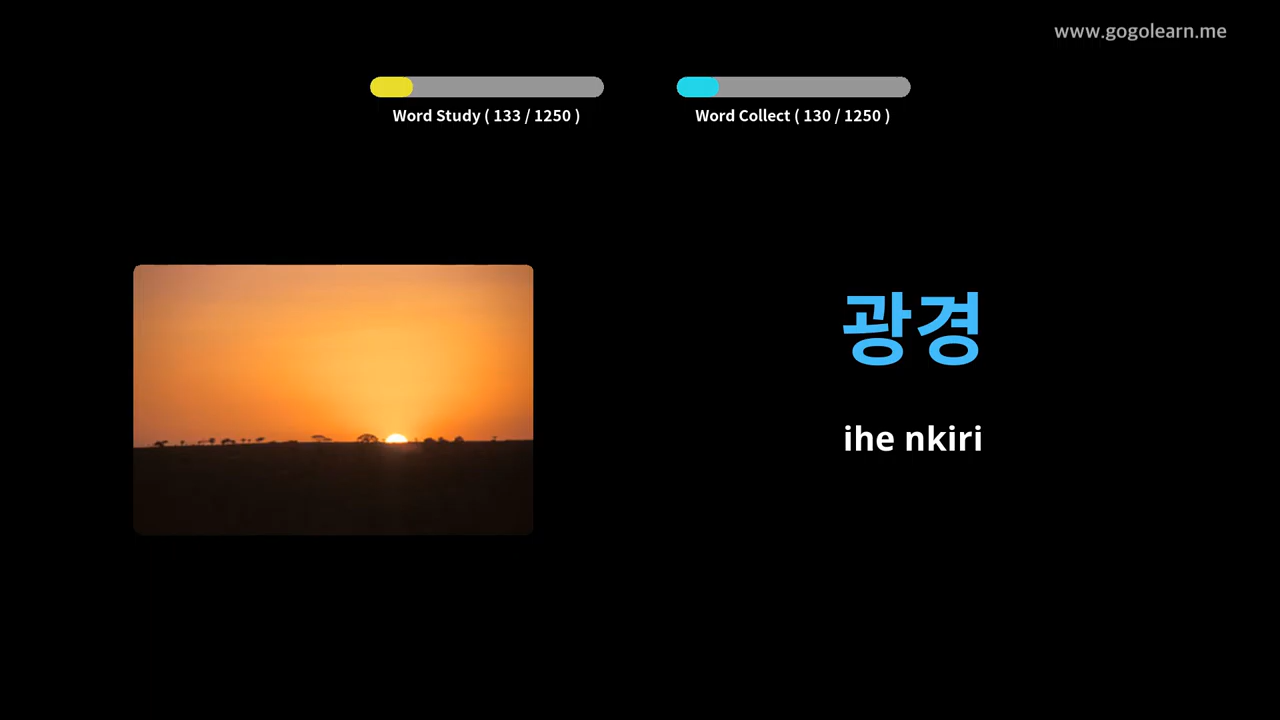 www.gogolearn.me
Word Study ( 133 / 1250 )
Word Collect ( 130 / 1250 )
광경
ihe nkiri